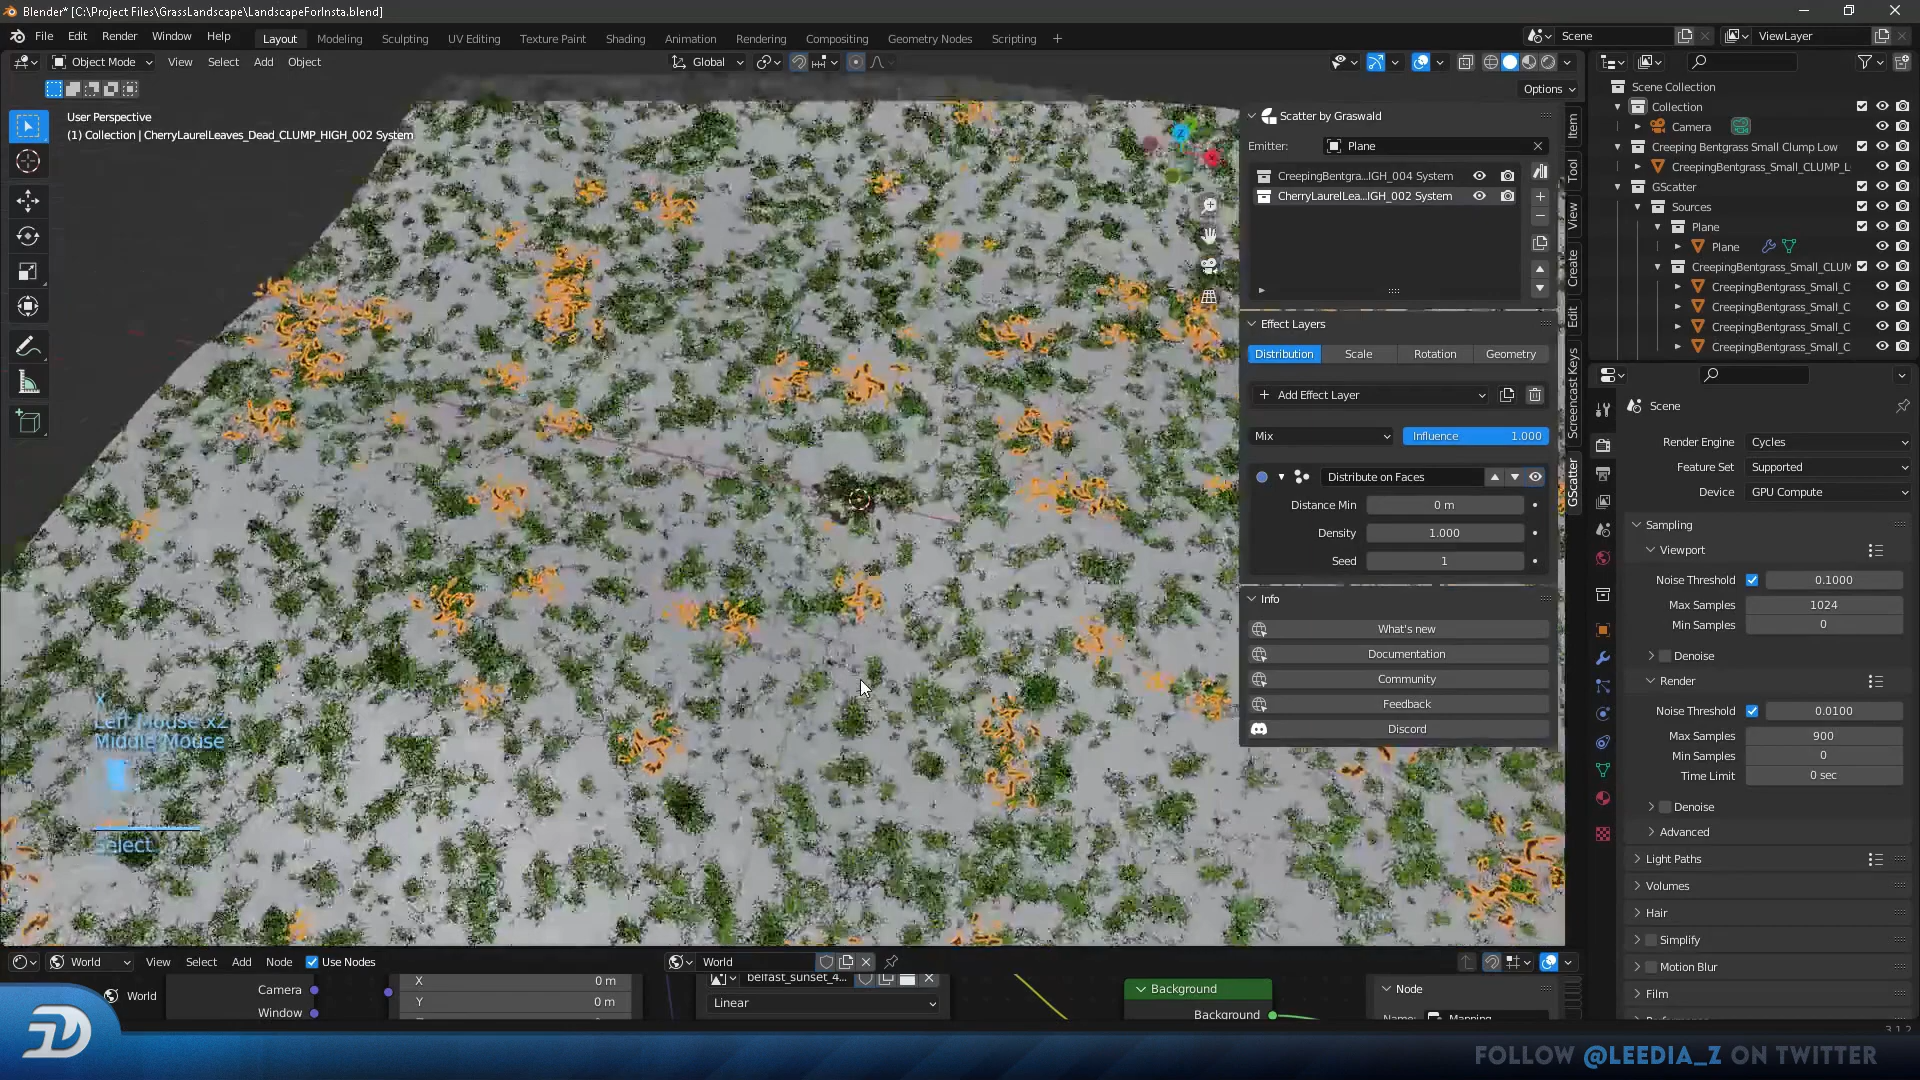 Blender* [C:\Project Files\GrassLandscape\LandscapeForInsta.blend]
File Edit Render Window Help Layout Modeling Sculpting UV Editing Texture Paint Shading Animation Rendering Compositing Geometry Nodes Scripting + Scene ViewLayer
Object Mode View Select Add Object Global
Options
User Perspective
(1) Collection | CherryLaurelLeaves_Dead_CLUMP_HIGH_002 System
X
Left Mouse x2
Middle Mouse
Select
Scatter by Graswald
Emitter: Plane
CreepingBentgra...IGH_004 System
CherryLaurelLea...IGH_002 System
Effect Layers
Distribution Scale Rotation Geometry
Add Effect Layer
Mix Influence 1.000
Distribute on Faces
Distance Min 0 m
Density 1.000
Seed 1
Info
What's new
Documentation
Community
Feedback
Discord
Item
Tool
View
Create
Edit
Screencast Keys
GScatter
Scene Collection
Collection
Camera
Creeping Bentgrass Small Clump Low
CreepingBentgrass_Small_CLUMP_L
GScatter
Sources
Plane
Plane
CreepingBentgrass_Small_CLUM
CreepingBentgrass_Small_C
CreepingBentgrass_Small_C
CreepingBentgrass_Small_C
CreepingBentgrass_Small_C
Scene
Render Engine Cycles
Feature Set Supported
Device GPU Compute
Sampling
Viewport
Noise Threshold 0.1000
Max Samples 1024
Min Samples 0
Denoise
Render
Noise Threshold 0.0100
Max Samples 900
Min Samples 0
Time Limit 0 sec
Denoise
Advanced
Light Paths
Volumes
Hair
Simplify
Motion Blur
Film
World View Select Add Node Use Nodes World
World
Camera
Window
X 0 m
Y 0 m
belfast_sunset_4...
Linear
Background
Background
Node
3.1.2
FOLLOW @LEEDIA_Z ON TWITTER